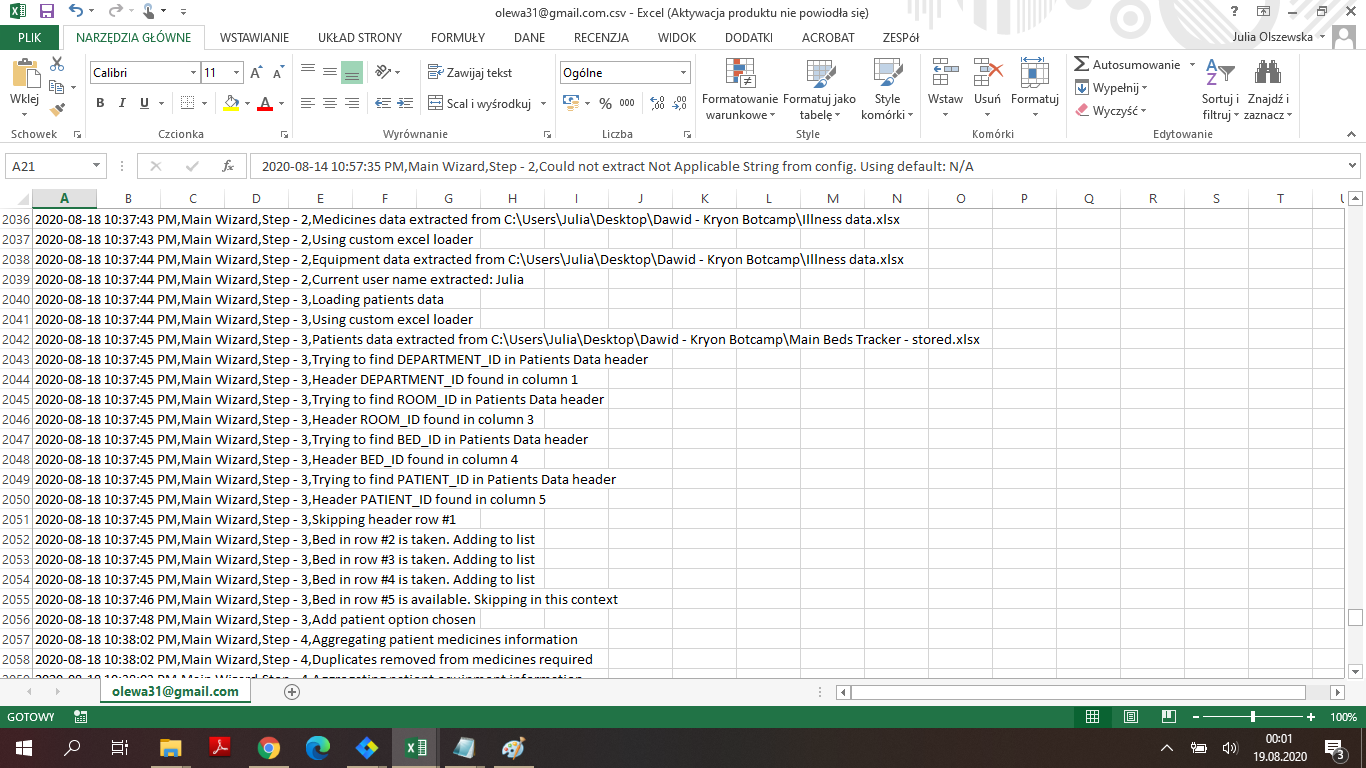 olewa31@gmail.com.csv - Excel (Aktywacja produktu nie powiodła się)
PLIK NARZĘDZIA GŁÓWNE WSTAWIANIE UKŁAD STRONY FORMUŁY DANE RECENZJA WIDOK DODATKI ACROBAT ZESPół Julia Olszewska
Wklej
Calibri 11
B I U
Zawijaj tekst
Scal i wyśrodkuj
Ogólne
% 000
Formatowanie warunkowe
Formatuj jako tabelę
Style komórki
Wstaw Usuń Formatuj
Autosumowanie
Wypełnij
Wyczyść
Sortuj i filtruj
Znajdź i zaznacz
Schowek Czcionka Wyrównanie Liczba Style Komórki Edytowanie
A21 fx 2020-08-14 10:57:35 PM,Main Wizard,Step - 2,Could not extract Not Applicable String from config. Using default: N/A
A B C D E F G H I J K L M N O P Q R S T
2036 2020-08-18 10:37:43 PM,Main Wizard,Step - 2,Medicines data extracted from C:\Users\Julia\Desktop\Dawid - Kryon Botcamp\Illness data.xlsx
2037 2020-08-18 10:37:43 PM,Main Wizard,Step - 2,Using custom excel loader
2038 2020-08-18 10:37:44 PM,Main Wizard,Step - 2,Equipment data extracted from C:\Users\Julia\Desktop\Dawid - Kryon Botcamp\Illness data.xlsx
2039 2020-08-18 10:37:44 PM,Main Wizard,Step - 2,Current user name extracted: Julia
2040 2020-08-18 10:37:44 PM,Main Wizard,Step - 3,Loading patients data
2041 2020-08-18 10:37:44 PM,Main Wizard,Step - 3,Using custom excel loader
2042 2020-08-18 10:37:45 PM,Main Wizard,Step - 3,Patients data extracted from C:\Users\Julia\Desktop\Dawid - Kryon Botcamp\Main Beds Tracker - stored.xlsx
2043 2020-08-18 10:37:45 PM,Main Wizard,Step - 3,Trying to find DEPARTMENT_ID in Patients Data header
2044 2020-08-18 10:37:45 PM,Main Wizard,Step - 3,Header DEPARTMENT_ID found in column 1
2045 2020-08-18 10:37:45 PM,Main Wizard,Step - 3,Trying to find ROOM_ID in Patients Data header
2046 2020-08-18 10:37:45 PM,Main Wizard,Step - 3,Header ROOM_ID found in column 3
2047 2020-08-18 10:37:45 PM,Main Wizard,Step - 3,Trying to find BED_ID in Patients Data header
2048 2020-08-18 10:37:45 PM,Main Wizard,Step - 3,Header BED_ID found in column 4
2049 2020-08-18 10:37:45 PM,Main Wizard,Step - 3,Trying to find PATIENT_ID in Patients Data header
2050 2020-08-18 10:37:45 PM,Main Wizard,Step - 3,Header PATIENT_ID found in column 5
2051 2020-08-18 10:37:45 PM,Main Wizard,Step - 3,Skipping header row #1
2052 2020-08-18 10:37:45 PM,Main Wizard,Step - 3,Bed in row #2 is taken. Adding to list
2053 2020-08-18 10:37:45 PM,Main Wizard,Step - 3,Bed in row #3 is taken. Adding to list
2054 2020-08-18 10:37:45 PM,Main Wizard,Step - 3,Bed in row #4 is taken. Adding to list
2055 2020-08-18 10:37:46 PM,Main Wizard,Step - 3,Bed in row #5 is available. Skipping in this context
2056 2020-08-18 10:37:48 PM,Main Wizard,Step - 3,Add patient option chosen
2057 2020-08-18 10:38:02 PM,Main Wizard,Step - 4,Aggregating patient medicines information
2058 2020-08-18 10:38:02 PM,Main Wizard,Step - 4,Duplicates removed from medicines required
olewa31@gmail.com
GOTOWY 100%
00:01
19.08.2020
3